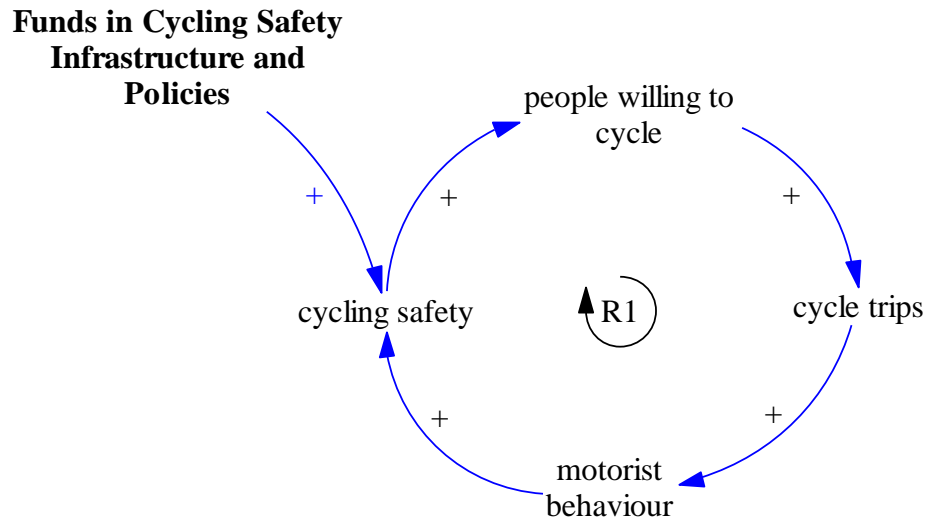 Funds in Cycling Safety
Infrastructure and
Policies
people willing to
cycle
+
+
+
cycling safety
R1
cycle trips
+
+
motorist
behaviour